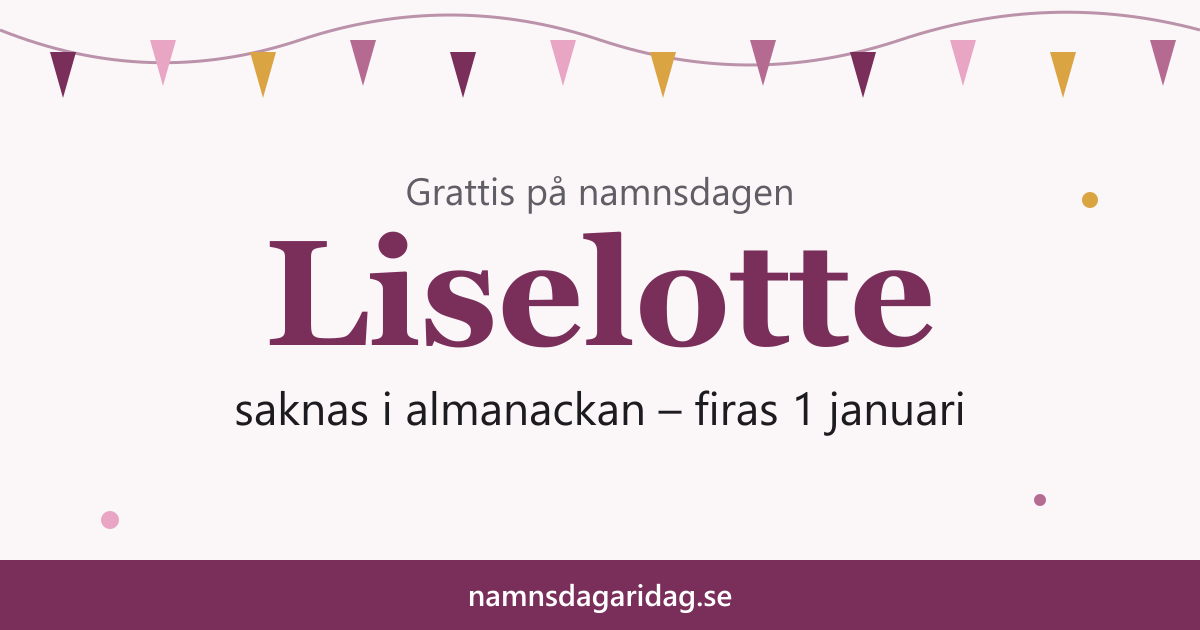 Grattis på namnsdagen
Liselotte
saknas i almanackan – firas 1 januari
namnsdagaridag.se